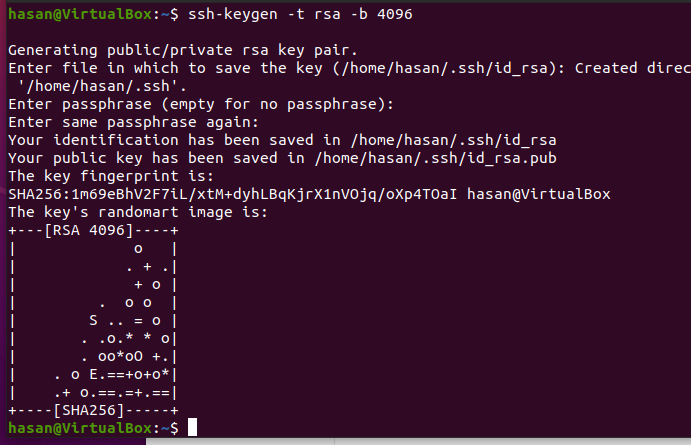 hasan@VirtualBox:~$ ssh-keygen -t rsa -b 4096

Generating public/private rsa key pair.
Enter file in which to save the key (/home/hasan/.ssh/id_rsa): Created direc
 '/home/hasan/.ssh'.
Enter passphrase (empty for no passphrase):
Enter same passphrase again:
Your identification has been saved in /home/hasan/.ssh/id_rsa
Your public key has been saved in /home/hasan/.ssh/id_rsa.pub
The key fingerprint is:
SHA256:1m69eBhV2F7iL/xtM+dyhLBqKjrX1nVOjq/oXp4TOaI hasan@VirtualBox
The key's randomart image is:
+---[RSA 4096]----+
|             o   |
|            . + .|
|             + o |
|         .  o o  |
|        S .. = o |
|       . .o.* * o|
|       . oo*oO +.|
|    . o E.==+o+o*|
|    .+ o.==.=+.==|
+----[SHA256]-----+
hasan@VirtualBox:~$